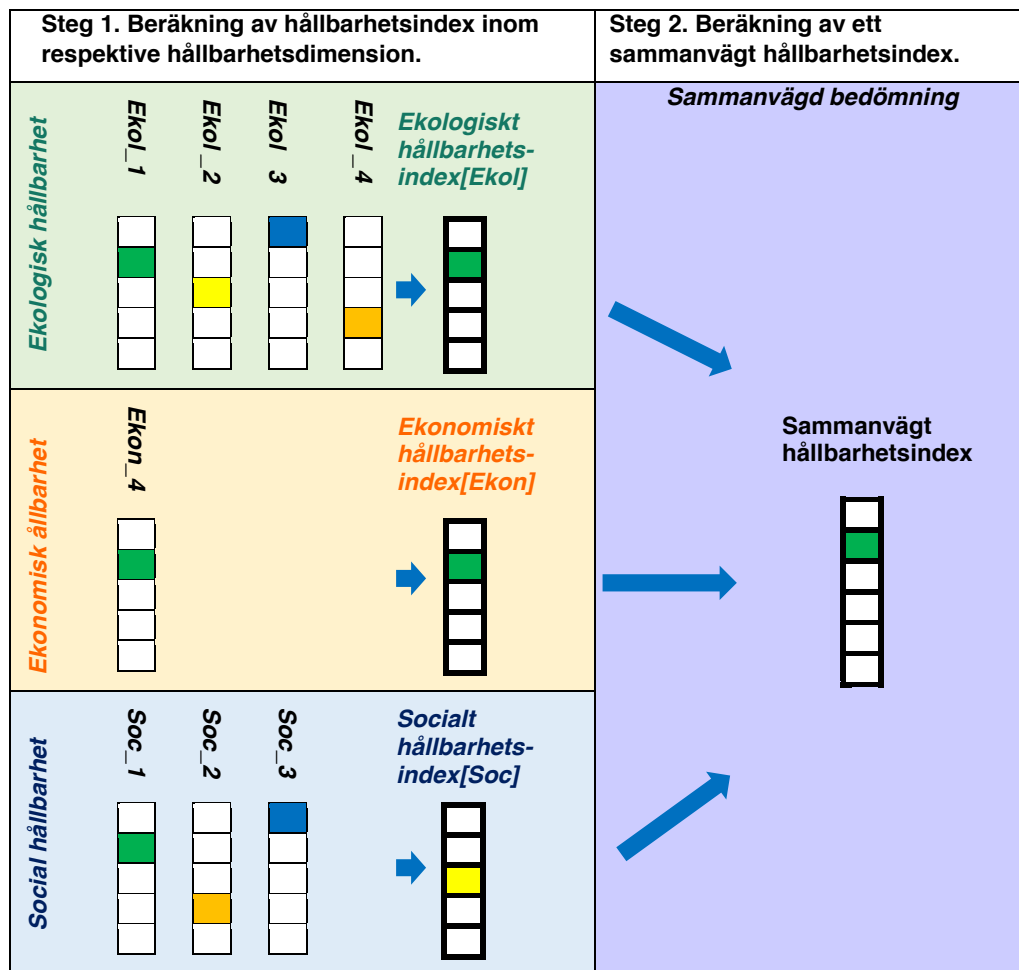 Steg 1. Beräkning av hållbarhetsindex inom
respektive hållbarhetsdimension.
Steg 2. Beräkning av ett
sammanvägt hållbarhetsindex.
Ekologisk hållbarhet
Ekol_1
Ekol_2
Ekol_3
Ekol_4
Ekologiskt
hållbarhets-
index[Ekol]
Sammanvägd bedömning
Ekonomisk ållbarhet
Ekon_4
Ekonomiskt
hållbarhets-
index[Ekon]
Sammanvägt
hållbarhetsindex
Social hållbarhet
Soc_1
Soc_2
Soc_3
Socialt
hållbarhets-
index[Soc]